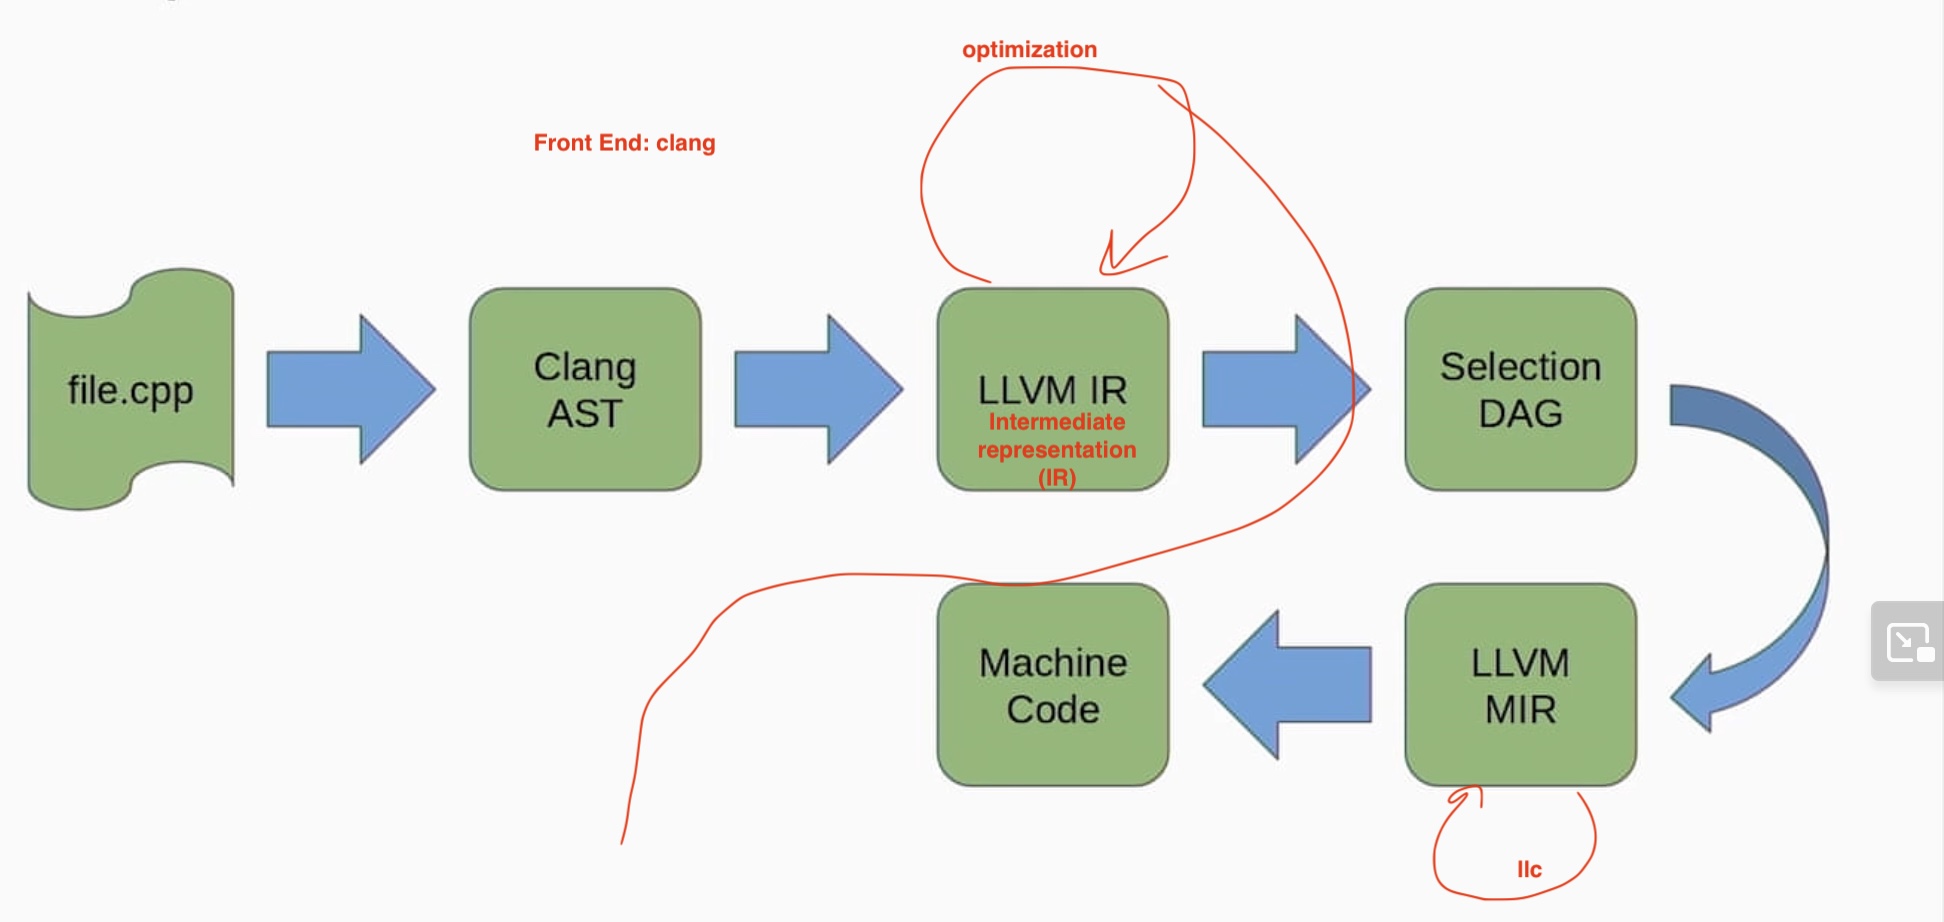 optimization
Front End: clang
file.cpp
Clang
AST
LLVM IR
Intermediate
representation
(IR)
Selection
DAG
Machine
Code
LLVM
MIR
llc